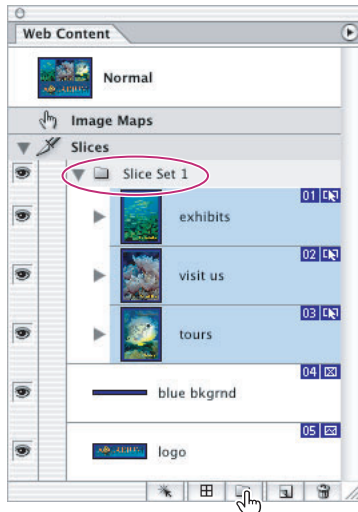 Web Content
Normal
Image Maps
Slices
Slice Set 1
01
exhibits
02
visit us
03
tours
04
blue bkgrnd
05
logo